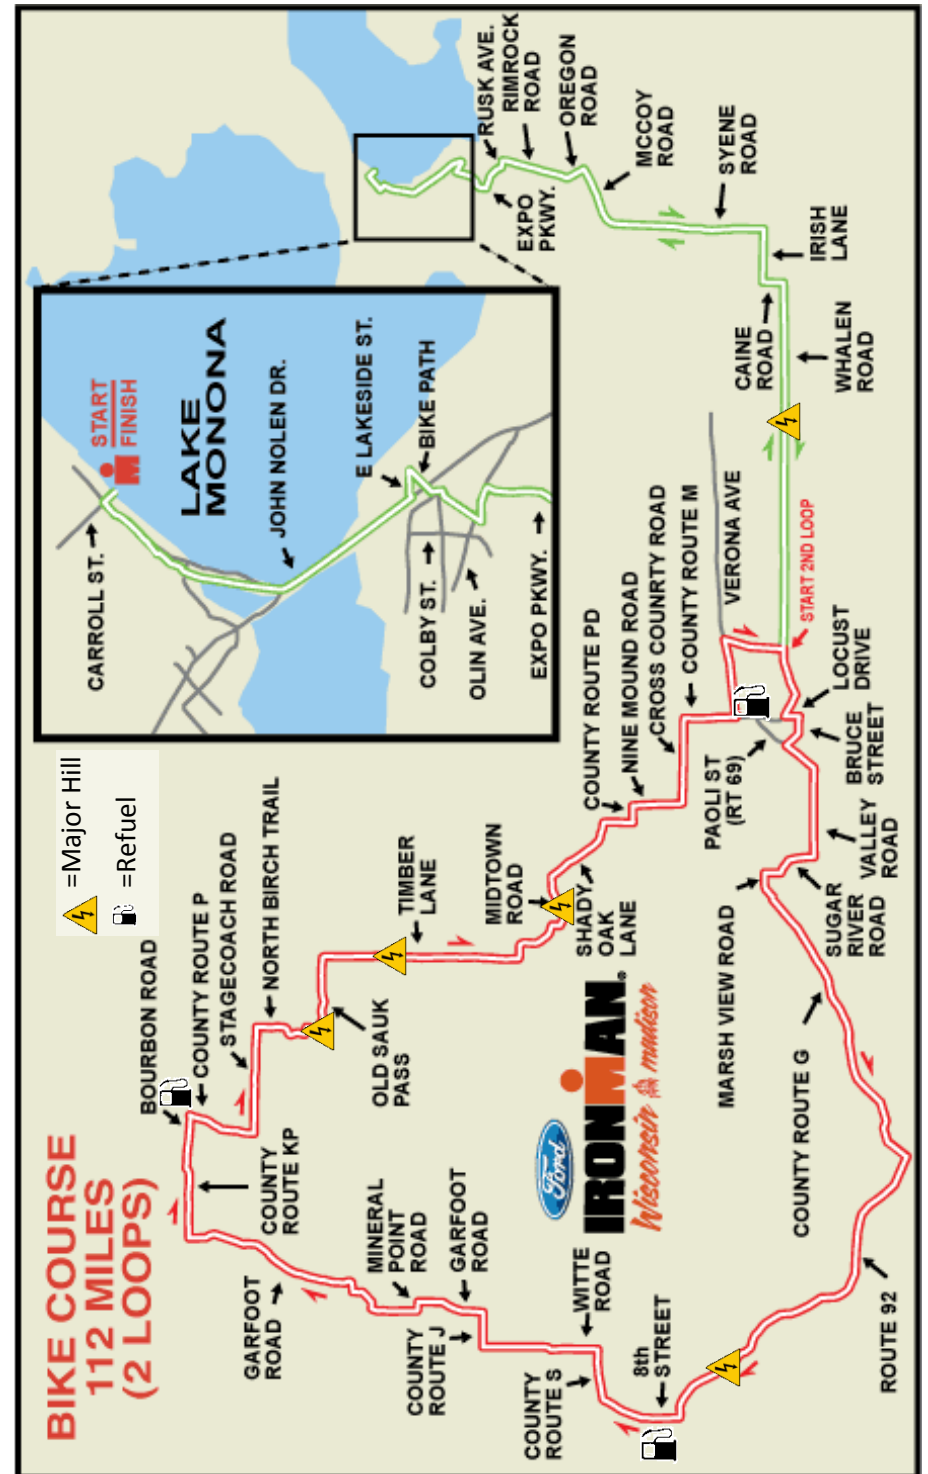 BIKE COURSE
112 MILES
(2 LOOPS)
=Major Hill
=Refuel
CARROLL ST.
START
FINISH
LAKE
MONONA
JOHN NOLEN DR.
E LAKESIDE ST.
BIKE PATH
COLBY ST.
OLIN AVE.
EXPO PKWY.
RUSK AVE.
RIMROCK
ROAD
OREGON
ROAD
EXPO
PKWY.
MCCOY
ROAD
SYENE
ROAD
IRISH
LANE
CAINE
ROAD
WHALEN
ROAD
VERONA AVE
START 2ND LOOP
LOCUST
DRIVE
BRUCE
STREET
PAOLI ST
(RT 69)
VALLEY
ROAD
SUGAR
RIVER
ROAD
MARSH VIEW ROAD
COUNTY ROUTE G
ROUTE 92
8th
STREET
COUNTY
ROUTE S
WITTE
ROAD
COUNTY
ROUTE J
GARFOOT
ROAD
MINERAL
POINT
ROAD
GARFOOT
ROAD
COUNTY
ROUTE KP
BOURBON ROAD
COUNTY ROUTE P
STAGECOACH ROAD
NORTH BIRCH TRAIL
OLD SAUK
PASS
TIMBER
LANE
MIDTOWN
ROAD
SHADY
OAK
LANE
COUNTY ROUTE PD
NINE MOUND ROAD
CROSS COUNRTY ROAD
COUNTY ROUTE M
Ford
IRONMAN®
Wisconsin madison